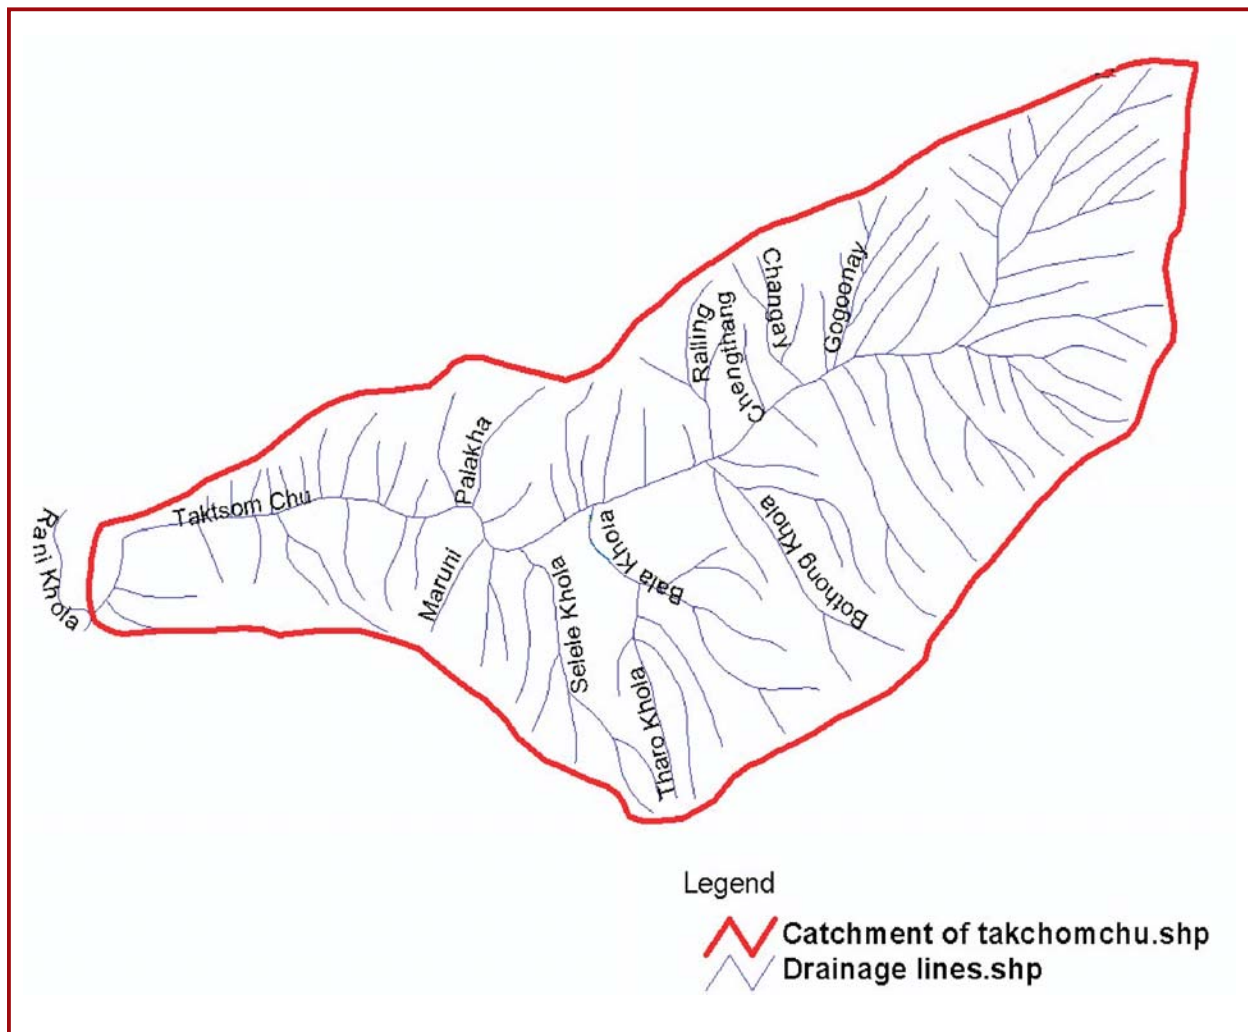 Changay
Gogoonay
Ralling
Chengthang
Palakha
Taktsom Chu
Rani Khola
Maruni
Selele Khola
Bala Khola
Bothong Khola
Tharo Khola
Legend
Catchment of takchomchu.shp
Drainage lines.shp